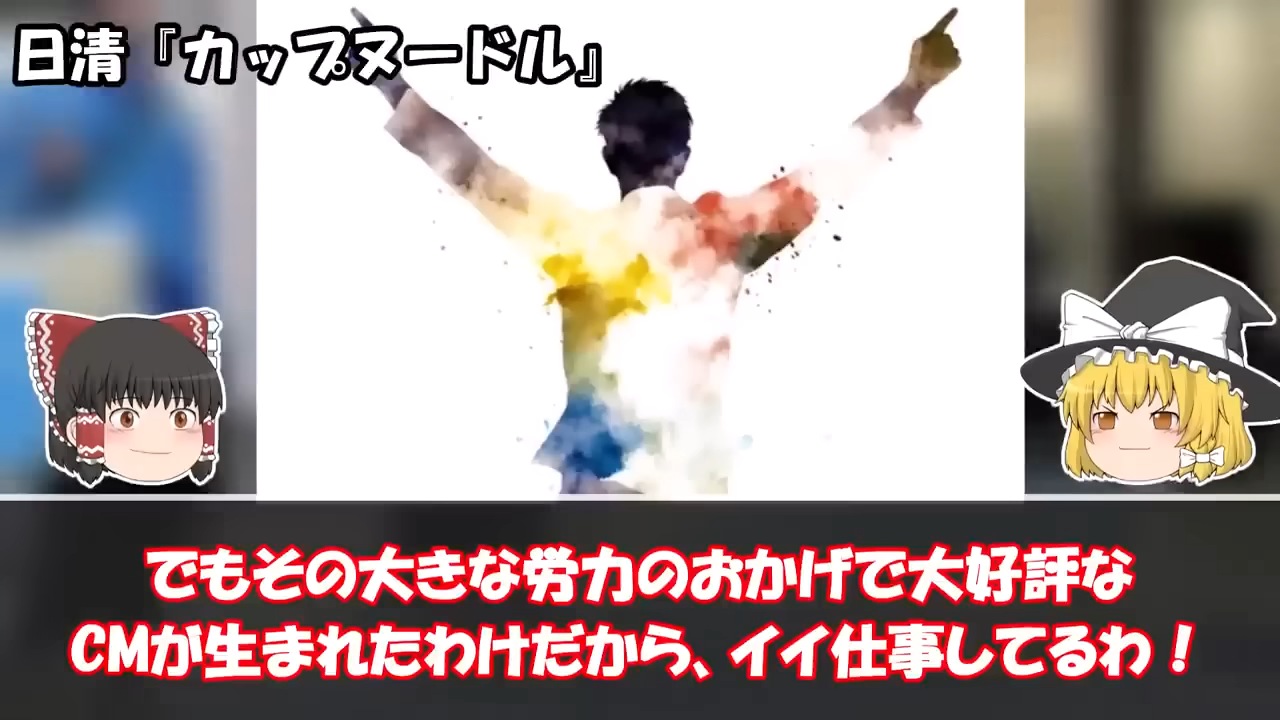 日清『カップヌードル』
でもその大きな労力のおかげで大好評な
CMが生まれたわけだから、イイ仕事してるわ！